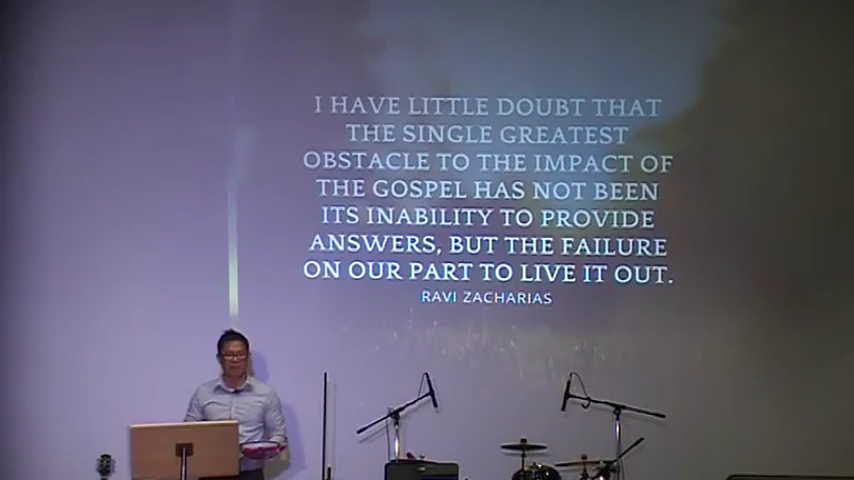 I HAVE LITTLE DOUBT THAT
THE SINGLE GREATEST
OBSTACLE TO THE IMPACT OF
THE GOSPEL HAS NOT BEEN
ITS INABILITY TO PROVIDE
ANSWERS, BUT THE FAILURE
ON OUR PART TO LIVE IT OUT.
RAVI ZACHARIAS